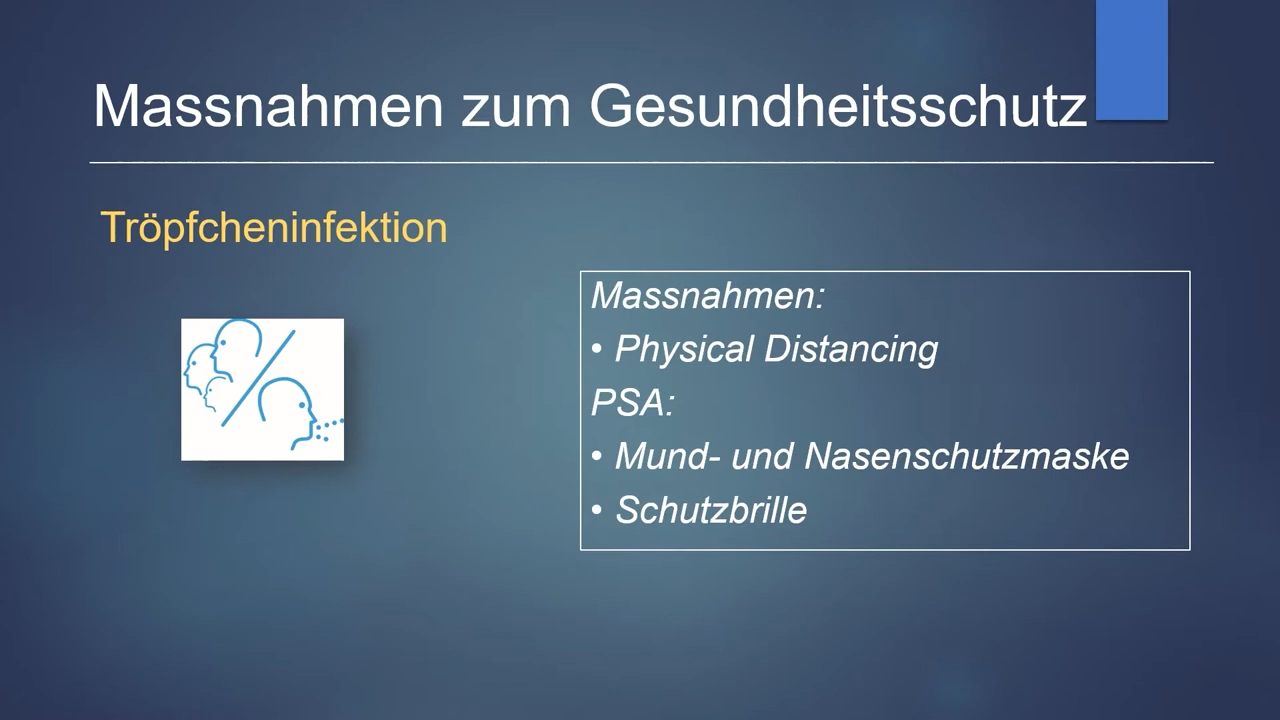 Massnahmen zum Gesundheitsschutz
Tröpfcheninfektion
Massnahmen:
• Physical Distancing
PSA:
• Mund- und Nasenschutzmaske
• Schutzbrille